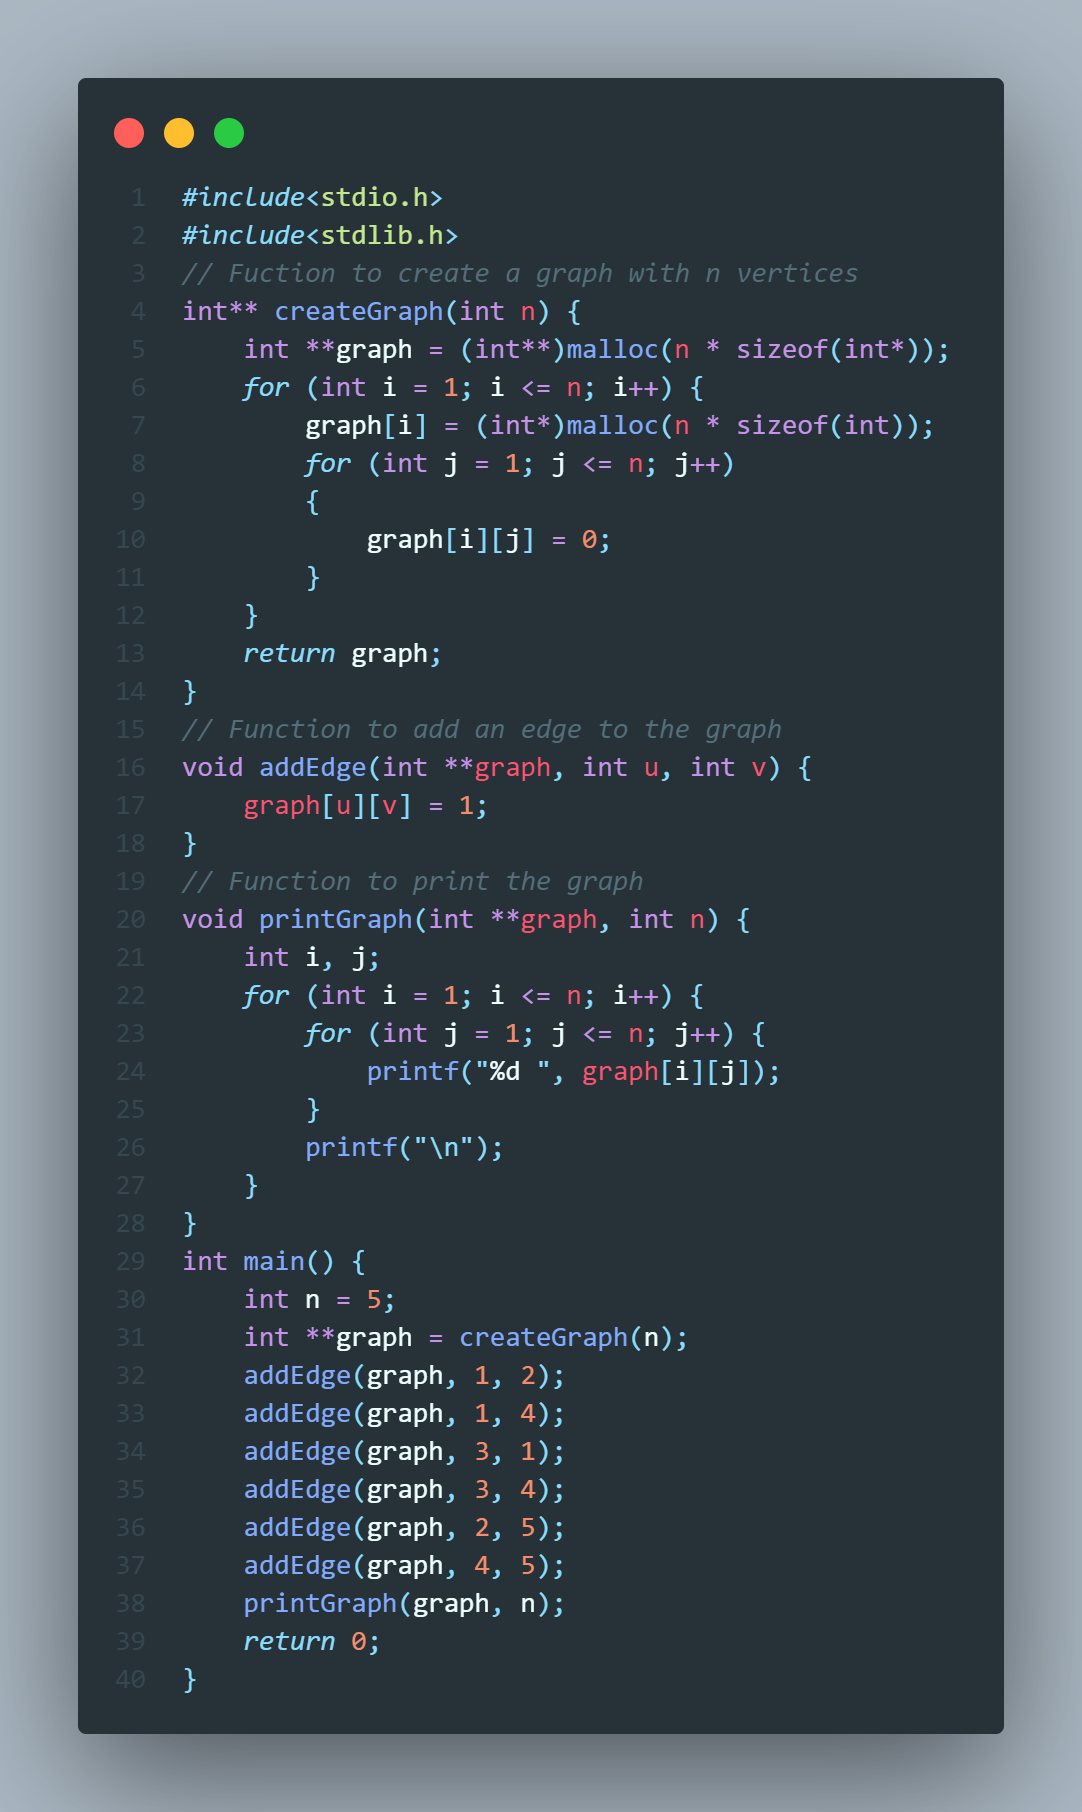 1 #include<stdio.h>
2 #include<stdlib.h>
3 // Fuction to create a graph with n vertices
4 int** createGraph(int n) {
5     int **graph = (int**)malloc(n * sizeof(int*));
6     for (int i = 1; i <= n; i++) {
7         graph[i] = (int*)malloc(n * sizeof(int));
8         for (int j = 1; j <= n; j++)
9         {
10             graph[i][j] = 0;
11         }
12     }
13     return graph;
14 }
15 // Function to add an edge to the graph
16 void addEdge(int **graph, int u, int v) {
17     graph[u][v] = 1;
18 }
19 // Function to print the graph
20 void printGraph(int **graph, int n) {
21     int i, j;
22     for (int i = 1; i <= n; i++) {
23         for (int j = 1; j <= n; j++) {
24             printf("%d ", graph[i][j]);
25         }
26         printf("\n");
27     }
28 }
29 int main() {
30     int n = 5;
31     int **graph = createGraph(n);
32     addEdge(graph, 1, 2);
33     addEdge(graph, 1, 4);
34     addEdge(graph, 3, 1);
35     addEdge(graph, 3, 4);
36     addEdge(graph, 2, 5);
37     addEdge(graph, 4, 5);
38     printGraph(graph, n);
39     return 0;
40 }